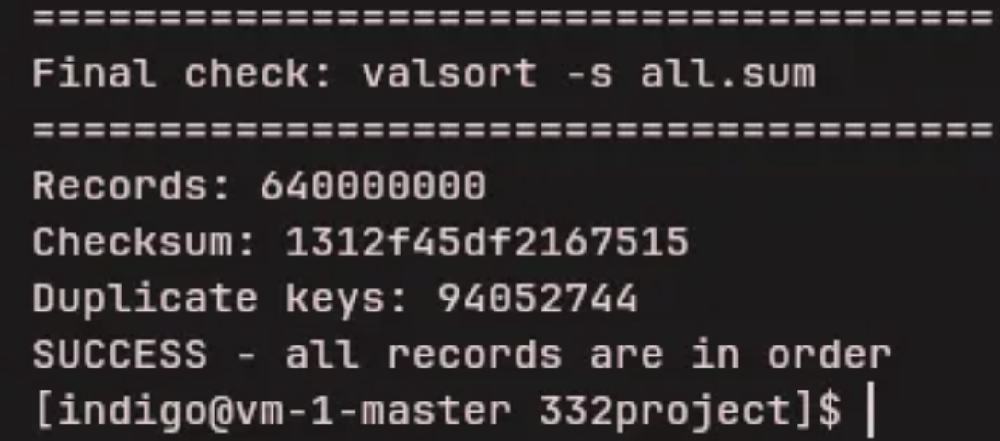 ======================================
Final check: valsort -s all.sum
======================================
Records: 640000000
Checksum: 1312f45df2167515
Duplicate keys: 94052744
SUCCESS - all records are in order
[indigo@vm-1-master 332project]$